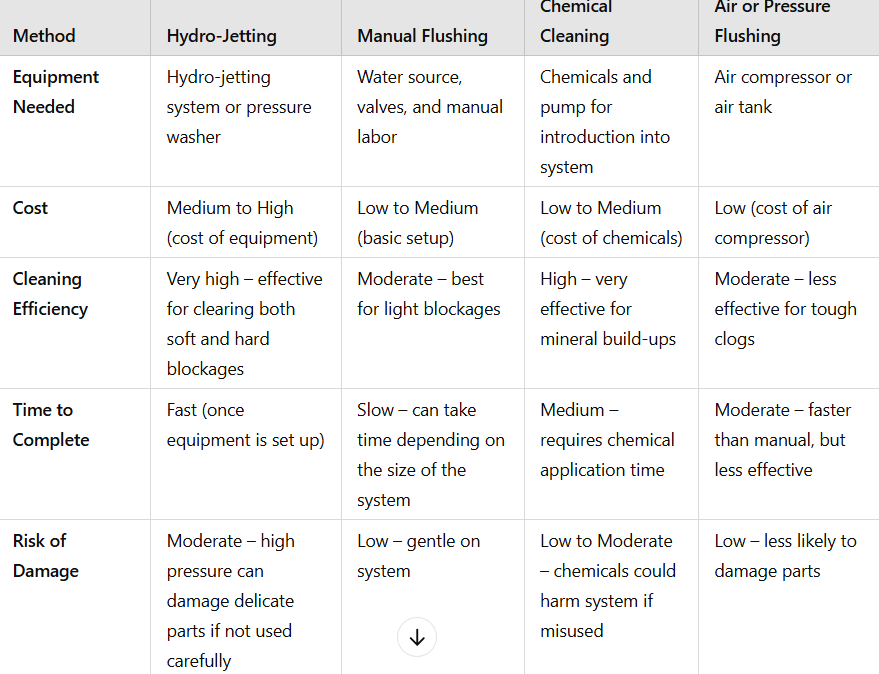 Chemical
Air or Pressure
Method
Hydro-Jetting
Manual Flushing
Cleaning
Flushing
Equipment
Needed
Hydro-jetting
system or pressure
washer
Water source,
valves, and manual
labor
Chemicals and
pump for
introduction into
system
Air compressor or
air tank
Cost
Medium to High
(cost of equipment)
Low to Medium
(basic setup)
Low to Medium
(cost of chemicals)
Low (cost of air
compressor)
Cleaning
Efficiency
Very high – effective
for clearing both
soft and hard
blockages
Moderate – best
for light blockages
High – very
effective for
mineral build-ups
Moderate – less
effective for tough
clogs
Time to
Complete
Fast (once
equipment is set up)
Slow – can take
time depending on
the size of the
system
Medium –
requires chemical
application time
Moderate – faster
than manual, but
less effective
Risk of
Damage
Moderate – high
pressure can
damage delicate
parts if not used
carefully
Low – gentle on
system
Low to Moderate
– chemicals could
harm system if
misused
Low – less likely to
damage parts